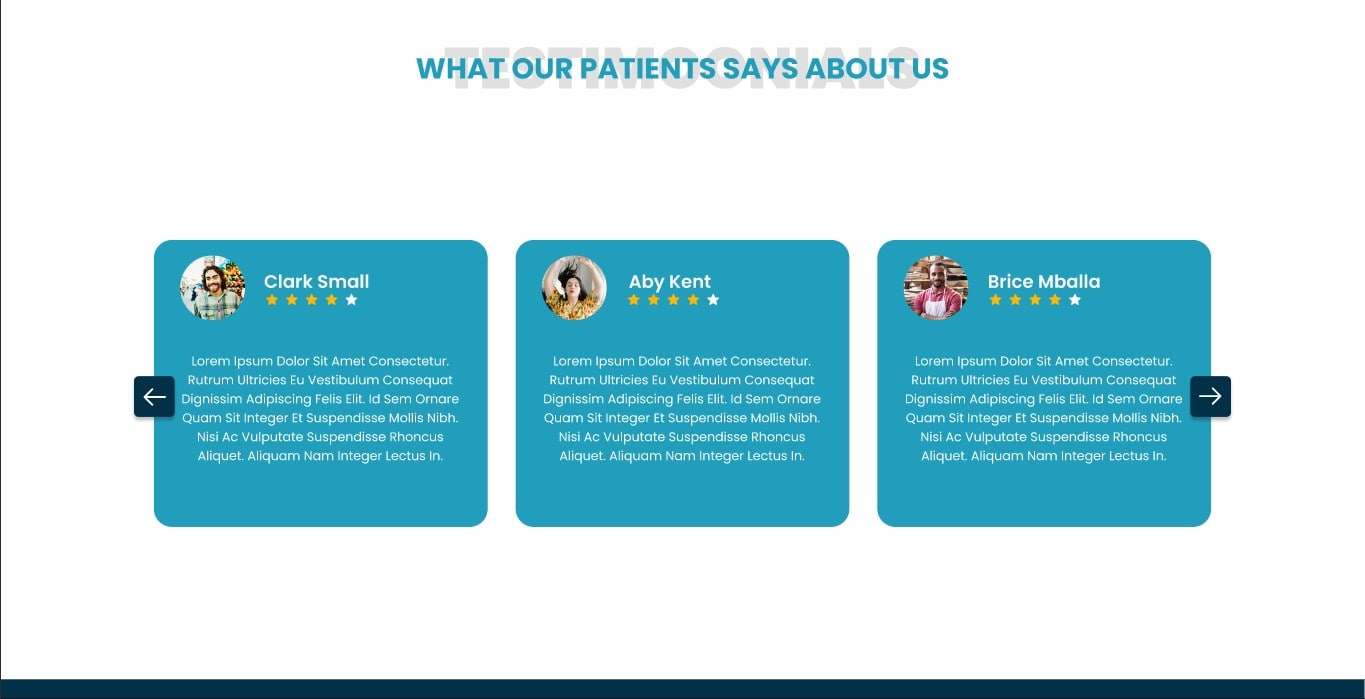 TESTIMOONIALS
WHAT OUR PATIENTS SAYS ABOUT US
Clark Small
Lorem Ipsum Dolor Sit Amet Consectetur.
Rutrum Ultricies Eu Vestibulum Consequat
Dignissim Adipiscing Felis Elit. Id Sem Ornare
Quam Sit Integer Et Suspendisse Mollis Nibh.
Nisi Ac Vulputate Suspendisse Rhoncus
Aliquet. Aliquam Nam Integer Lectus In.
Aby Kent
Lorem Ipsum Dolor Sit Amet Consectetur.
Rutrum Ultricies Eu Vestibulum Consequat
Dignissim Adipiscing Felis Elit. Id Sem Ornare
Quam Sit Integer Et Suspendisse Mollis Nibh.
Nisi Ac Vulputate Suspendisse Rhoncus
Aliquet. Aliquam Nam Integer Lectus In.
Brice Mballa
Lorem Ipsum Dolor Sit Amet Consectetur.
Rutrum Ultricies Eu Vestibulum Consequat
Dignissim Adipiscing Felis Elit. Id Sem Ornare
Quam Sit Integer Et Suspendisse Mollis Nibh.
Nisi Ac Vulputate Suspendisse Rhoncus
Aliquet. Aliquam Nam Integer Lectus In.